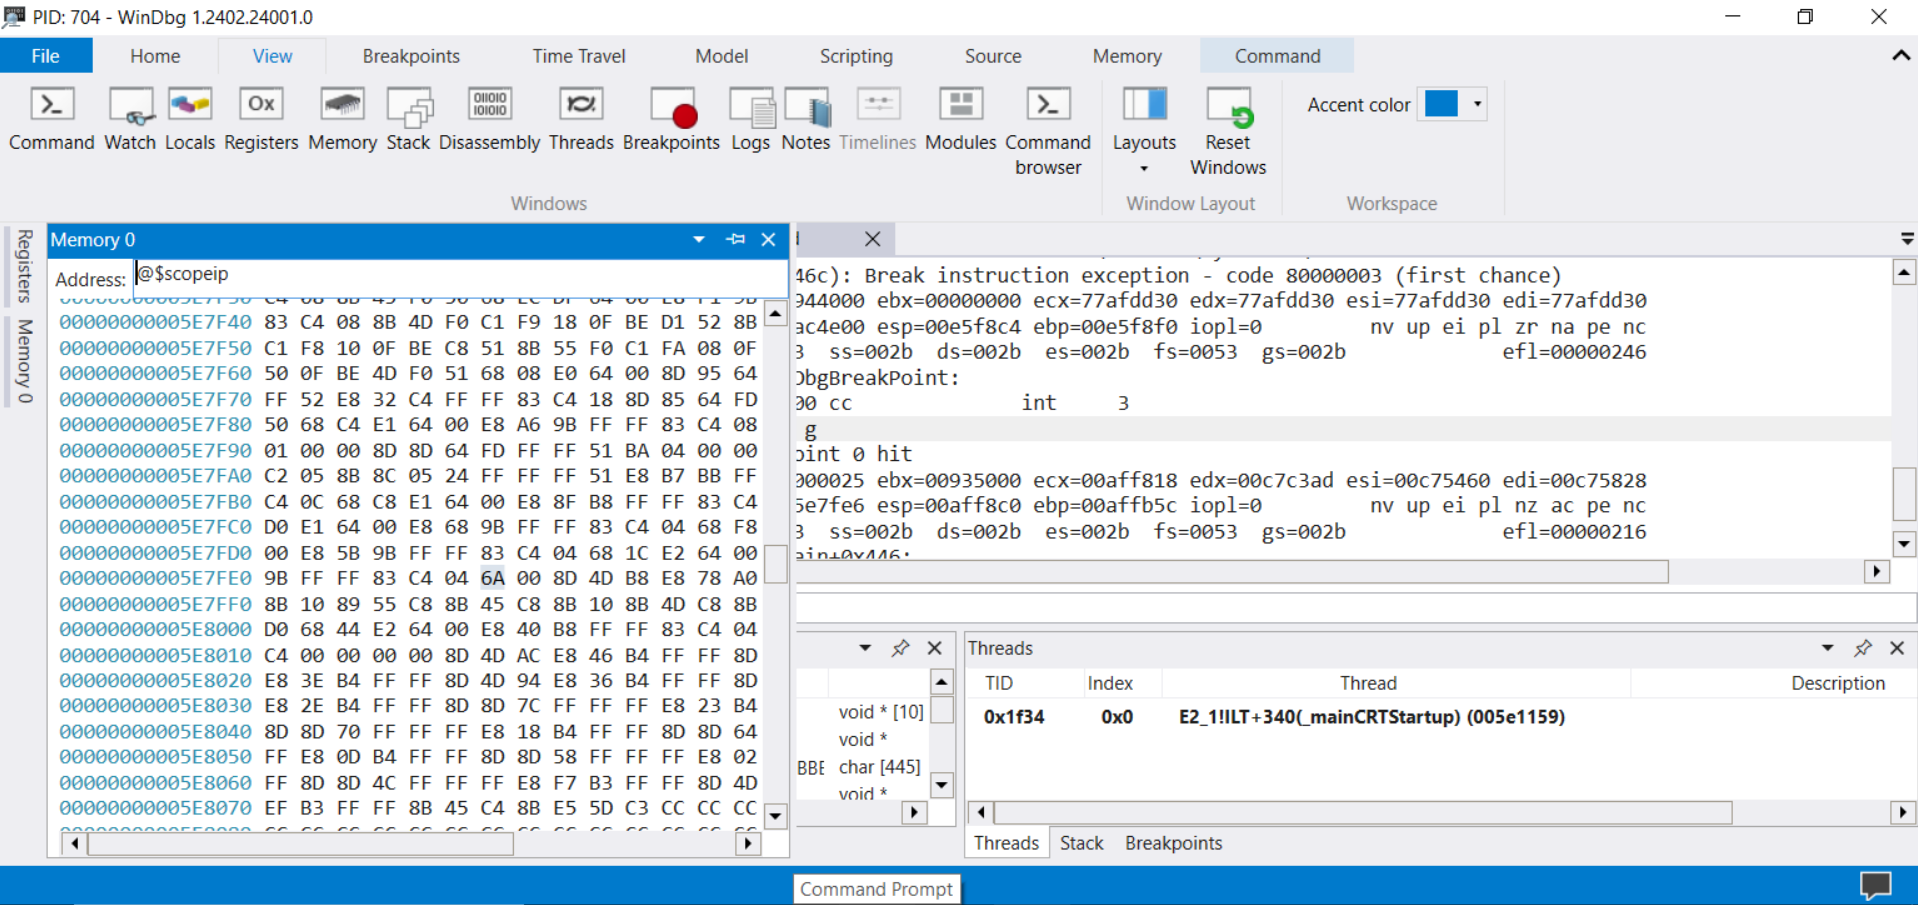 PID: 704 - WinDbg 1.2402.24001.0
File Home View Breakpoints Time Travel Model Scripting Source Memory Command
Command Watch Locals Registers Memory Stack Disassembly Threads Breakpoints Logs Notes Timelines Modules Command browser Layouts Reset Windows
Accent color
Windows Window Layout Workspace
Registers
Memory 0
Memory 0
Address: @$scopeip
00000000005E7F40 83 C4 08 8B 4D F0 C1 F9 18 0F BE D1 52 8B
00000000005E7F50 C1 F8 10 0F BE C8 51 8B 55 F0 C1 FA 08 0F
00000000005E7F60 50 0F BE 4D F0 51 68 08 E0 64 00 8D 95 64
00000000005E7F70 FF 52 E8 32 C4 FF FF 83 C4 18 8D 85 64 FD
00000000005E7F80 50 68 C4 E1 64 00 E8 A6 9B FF FF 83 C4 08
00000000005E7F90 01 00 00 8D 8D 64 FD FF FF 51 BA 04 00 00
00000000005E7FA0 C2 05 8B 8C 05 24 FF FF FF 51 E8 B7 BB FF
00000000005E7FB0 C4 0C 68 C8 E1 64 00 E8 8F B8 FF FF 83 C4
00000000005E7FC0 D0 E1 64 00 E8 68 9B FF FF 83 C4 04 68 F8
00000000005E7FD0 00 E8 5B 9B FF FF 83 C4 04 68 1C E2 64 00
00000000005E7FE0 9B FF FF 83 C4 04 6A 00 8D 4D B8 E8 78 A0
00000000005E7FF0 8B 10 89 55 C8 8B 45 C8 8B 10 8B 4D C8 8B
00000000005E8000 D0 68 44 E2 64 00 E8 40 B8 FF FF 83 C4 04
00000000005E8010 C4 00 00 00 00 8D 4D AC E8 46 B4 FF FF 8D
00000000005E8020 E8 3E B4 FF FF 8D 4D 94 E8 36 B4 FF FF 8D
00000000005E8030 E8 2E B4 FF FF 8D 8D 7C FF FF FF E8 23 B4
00000000005E8040 8D 8D 70 FF FF FF E8 18 B4 FF FF 8D 8D 64
00000000005E8050 FF E8 0D B4 FF FF 8D 8D 58 FF FF FF E8 02
00000000005E8060 FF 8D 8D 4C FF FF FF E8 F7 B3 FF FF 8D 4D
00000000005E8070 EF B3 FF FF 8B 45 C4 8B E5 5D C3 CC CC CC
46c): Break instruction exception - code 80000003 (first chance)
944000 ebx=00000000 ecx=77afdd30 edx=77afdd30 esi=77afdd30 edi=77afdd30
ac4e00 esp=00e5f8c4 ebp=00e5f8f0 iopl=0 nv up ei pl zr na pe nc
3 ss=002b ds=002b es=002b fs=0053 gs=002b efl=00000246
DbgBreakPoint:
00 cc int 3
g
oint 0 hit
000025 ebx=00935000 ecx=00aff818 edx=00c7c3ad esi=00c75460 edi=00c75828
5e7fe6 esp=00aff8c0 ebp=00affb5c iopl=0 nv up ei pl nz ac pe nc
3 ss=002b ds=002b es=002b fs=0053 gs=002b efl=00000216
ain+0x446:
void * [10]
void *
BBE char [445]
void *
Threads
TID Index Thread Description
0x1f34 0x0 E2_1!ILT+340(_mainCRTStartup) (005e1159)
Threads Stack Breakpoints
Command Prompt